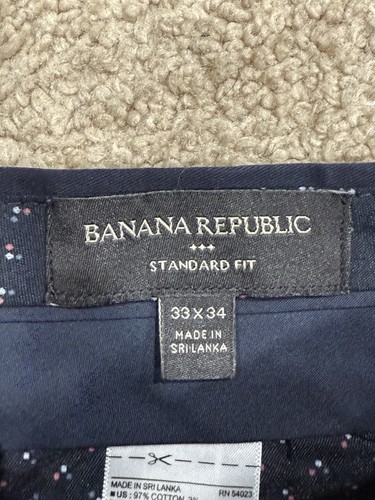 BANANA REPUBLIC
STANDARD FIT
33 X 34
MADE IN
SRI LANKA
MADE IN SRI LANKA RN 54023
■ US : 97% COTTON, 3%